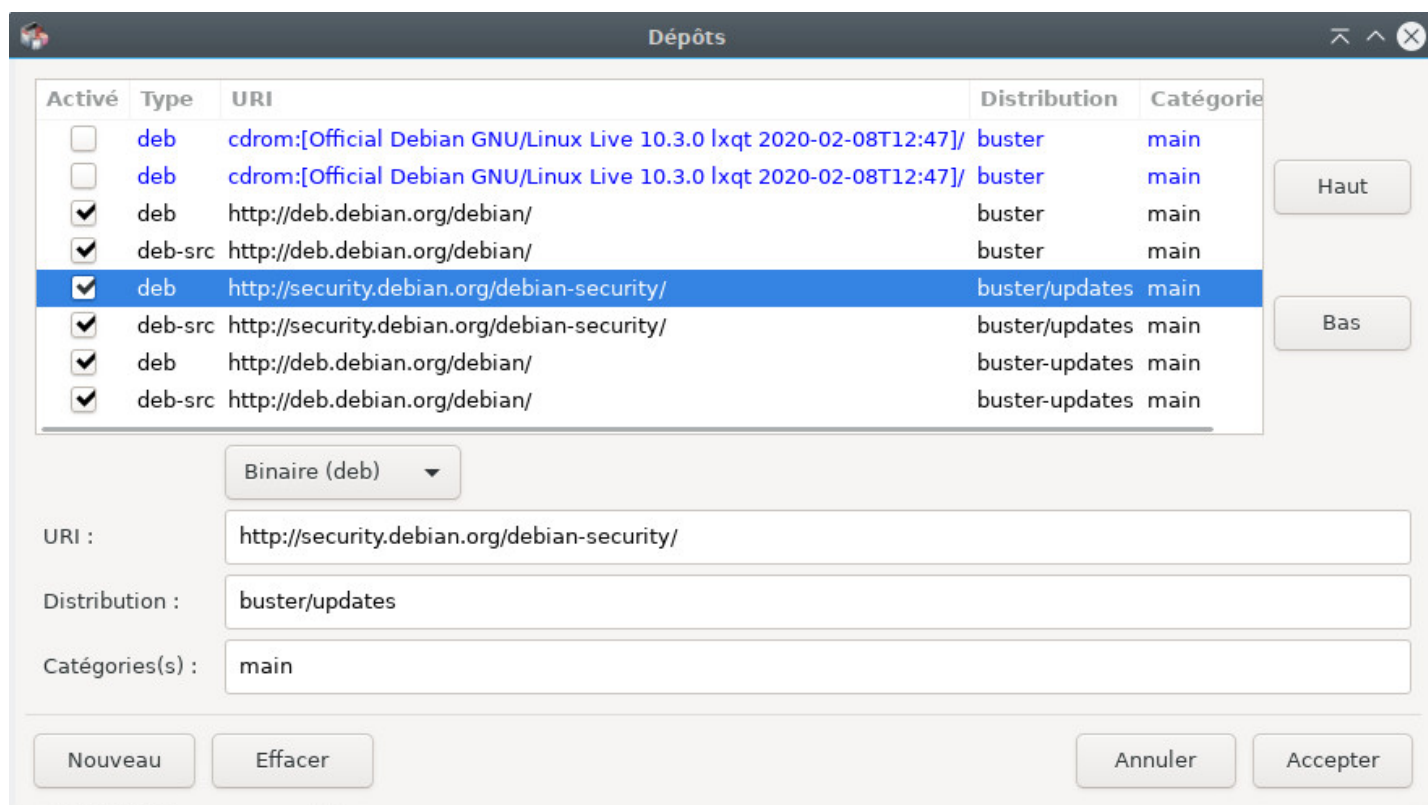 Dépôts
Activé Type URI Distribution Catégorie
deb cdrom:[Official Debian GNU/Linux Live 10.3.0 lxqt 2020-02-08T12:47]/ buster main
deb cdrom:[Official Debian GNU/Linux Live 10.3.0 lxqt 2020-02-08T12:47]/ buster main
deb http://deb.debian.org/debian/ buster main
deb-src http://deb.debian.org/debian/ buster main
deb http://security.debian.org/debian-security/ buster/updates main
deb-src http://security.debian.org/debian-security/ buster/updates main
deb http://deb.debian.org/debian/ buster-updates main
deb-src http://deb.debian.org/debian/ buster-updates main
Haut
Bas
Binaire (deb)
URI : http://security.debian.org/debian-security/
Distribution : buster/updates
Catégories(s) : main
Nouveau Effacer Annuler Accepter